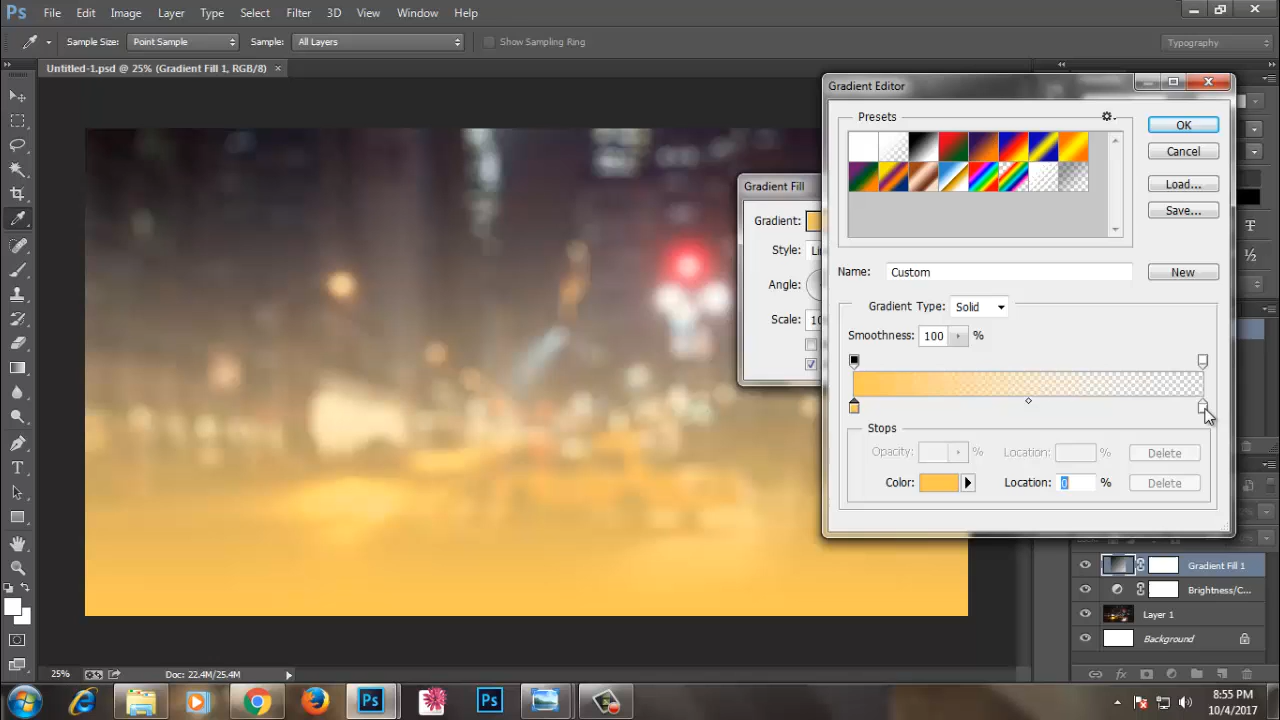 Ps File Edit Image Layer Type Select Filter 3D View Window Help
Sample Size: Point Sample Sample: All Layers Show Sampling Ring Typography
Untitled-1.psd @ 25% (Gradient Fill 1, RGB/8) ×
Gradient Editor
Presets
OK
Cancel
Load...
Save...
Gradient Fill
Gradient:
Style: Li
Angle:
Scale: 10
Name: Custom New
Gradient Type: Solid
Smoothness: 100 %
Stops
Opacity: % Location: % Delete
Color: Location: 0 % Delete
Gradient Fill 1
Brightness/C...
Layer 1
Background
25% Doc: 22.4M/25.4M
Ps Ps
8:55 PM
10/4/2017